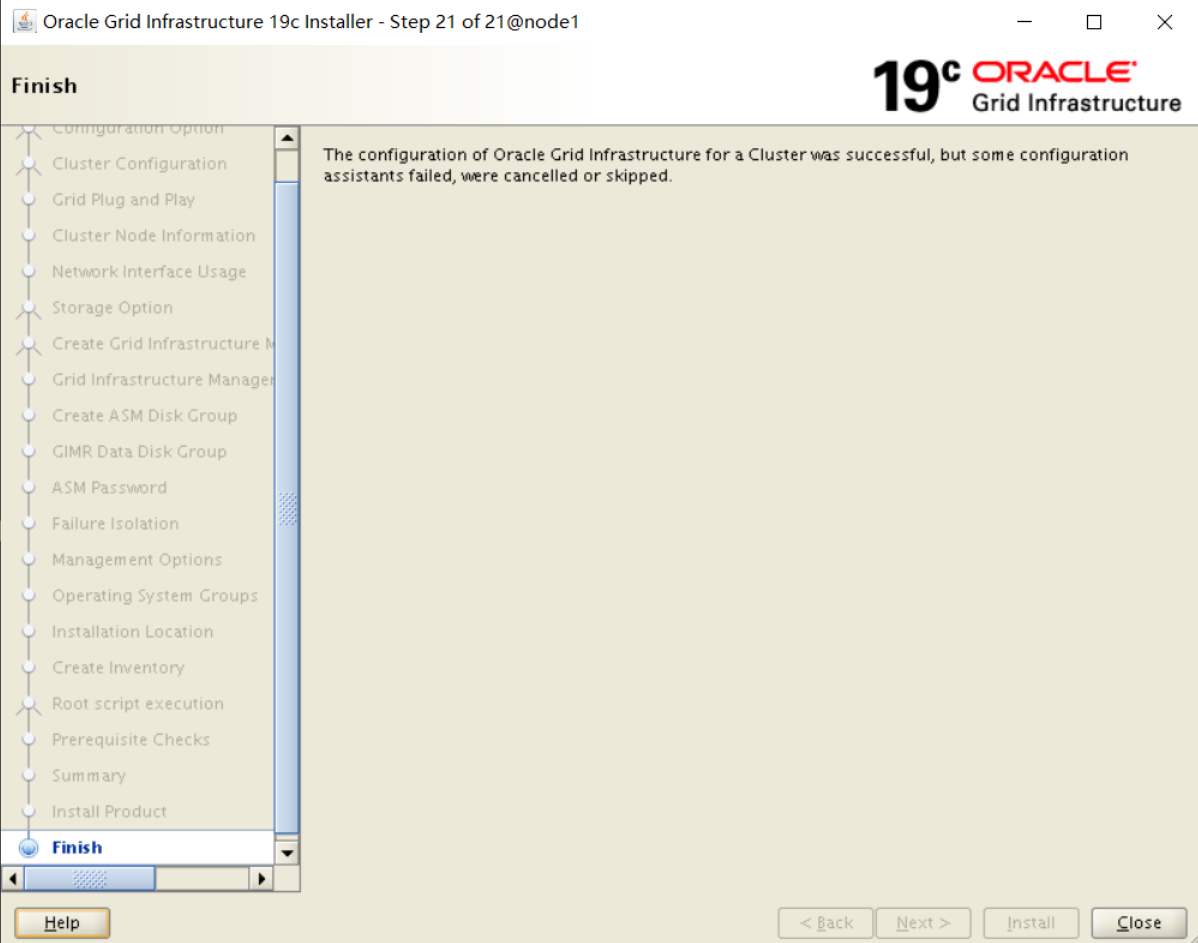 Oracle Grid Infrastructure 19c Installer - Step 21 of 21@node1
Finish
19c ORACLE
Grid Infrastructure
Configuration Option
Cluster Configuration
Grid Plug and Play
Cluster Node Information
Network Interface Usage
Storage Option
Create Grid Infrastructure M
Grid Infrastructure Manager
Create ASM Disk Group
GIMR Data Disk Group
ASM Password
Failure Isolation
Management Options
Operating System Groups
Installation Location
Create Inventory
Root script execution
Prerequisite Checks
Summary
Install Product
Finish
The configuration of Oracle Grid Infrastructure for a Cluster was successful, but some configuration
assistants failed, were cancelled or skipped.
Help
< Back
Next >
Install
Close